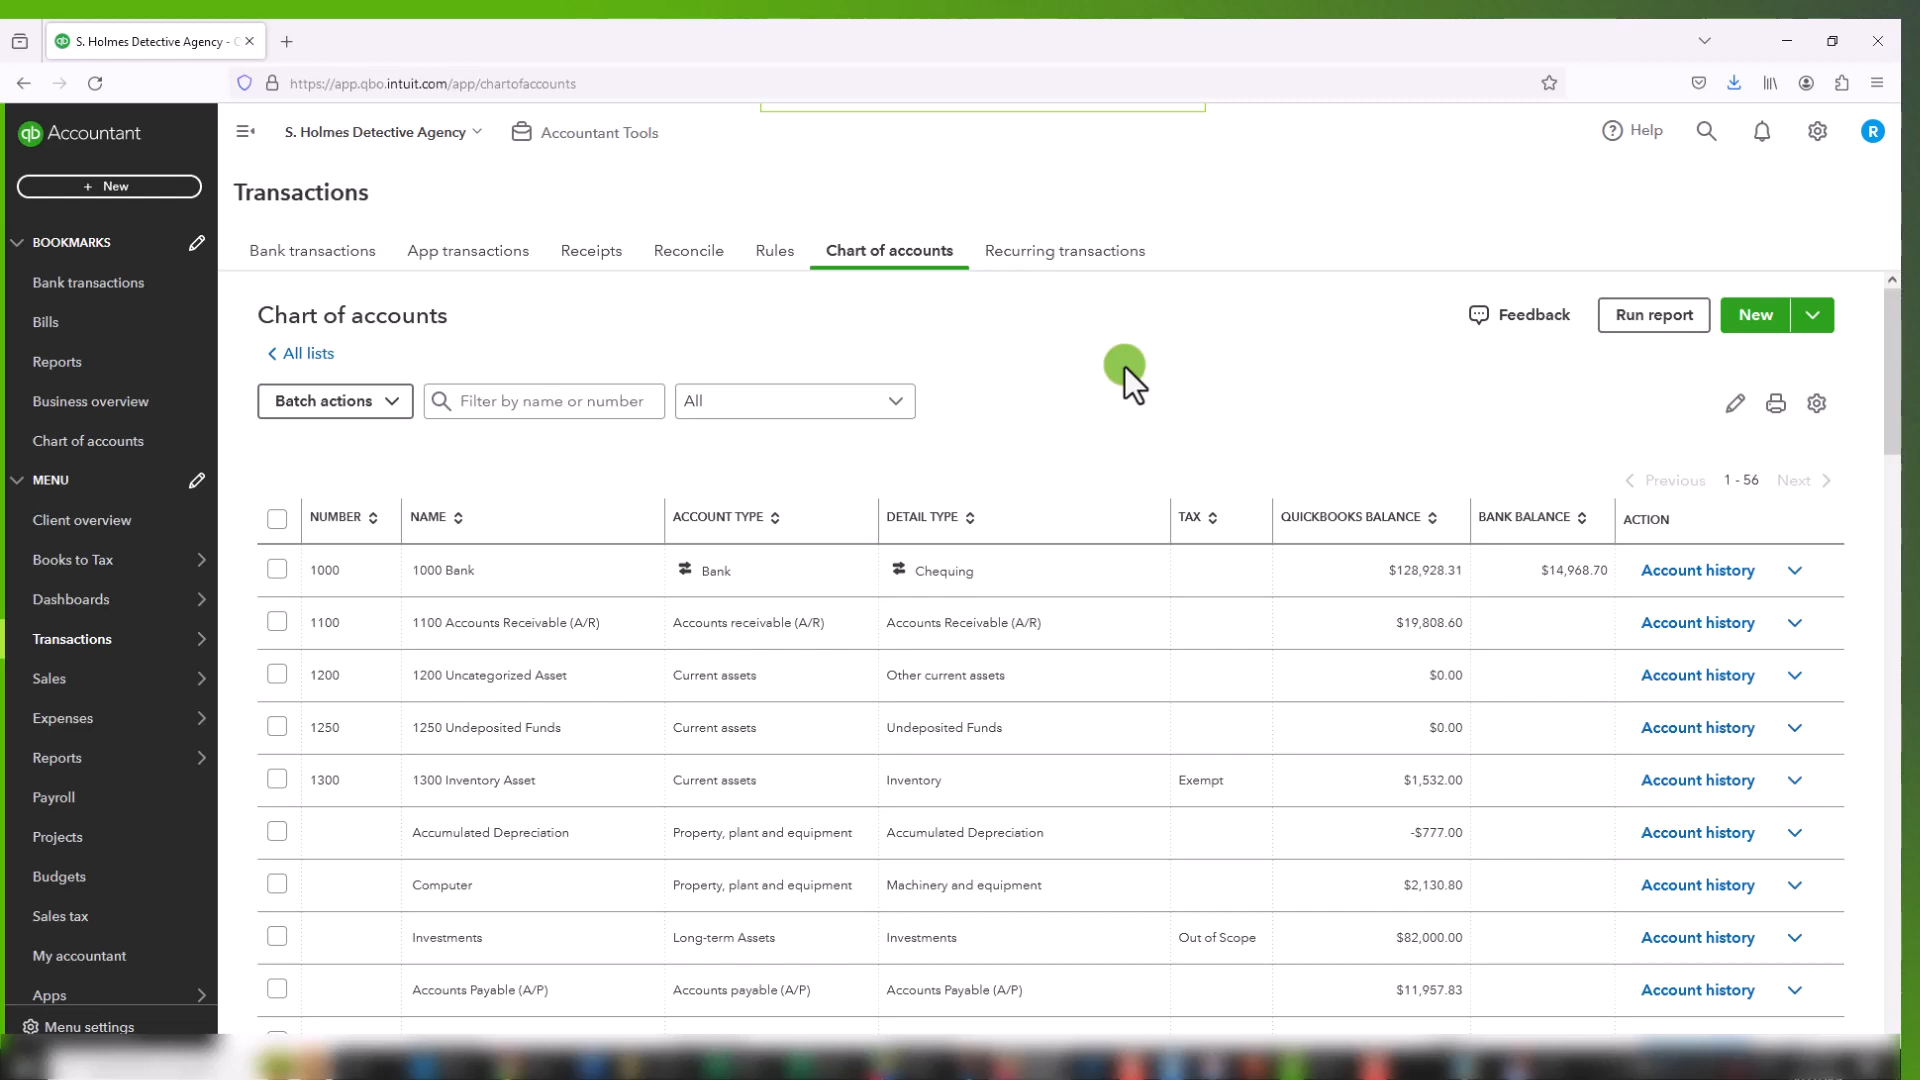 S. Holmes Detective Agency - C
https://app.qbo.intuit.com/app/chartofaccounts
qb Accountant
S. Holmes Detective Agency
Accountant Tools
Help
R
+ New
Transactions
BOOKMARKS
Bank transactions
Bills
Reports
Business overview
Chart of accounts
MENU
Client overview
Books to Tax
Dashboards
Transactions
Sales
Expenses
Reports
Payroll
Projects
Budgets
Sales tax
My accountant
Apps
Menu settings
Bank transactions App transactions Receipts Reconcile Rules Chart of accounts Recurring transactions
Chart of accounts
Feedback
Run report
New
All lists
Batch actions
Filter by name or number
All
Previous 1 - 56 Next
NUMBER NAME ACCOUNT TYPE DETAIL TYPE TAX QUICKBOOKS BALANCE BANK BALANCE ACTION
1000 1000 Bank Bank Chequing $128,928.31 $14,968.70 Account history
1100 1100 Accounts Receivable (A/R) Accounts receivable (A/R) Accounts Receivable (A/R) $19,808.60 Account history
1200 1200 Uncategorized Asset Current assets Other current assets $0.00 Account history
1250 1250 Undeposited Funds Current assets Undeposited Funds $0.00 Account history
1300 1300 Inventory Asset Current assets Inventory Exempt $1,532.00 Account history
Accumulated Depreciation Property, plant and equipment Accumulated Depreciation -$777.00 Account history
Computer Property, plant and equipment Machinery and equipment $2,130.80 Account history
Investments Long-term Assets Investments Out of Scope $82,000.00 Account history
Accounts Payable (A/P) Accounts payable (A/P) Accounts Payable (A/P) $11,957.83 Account history